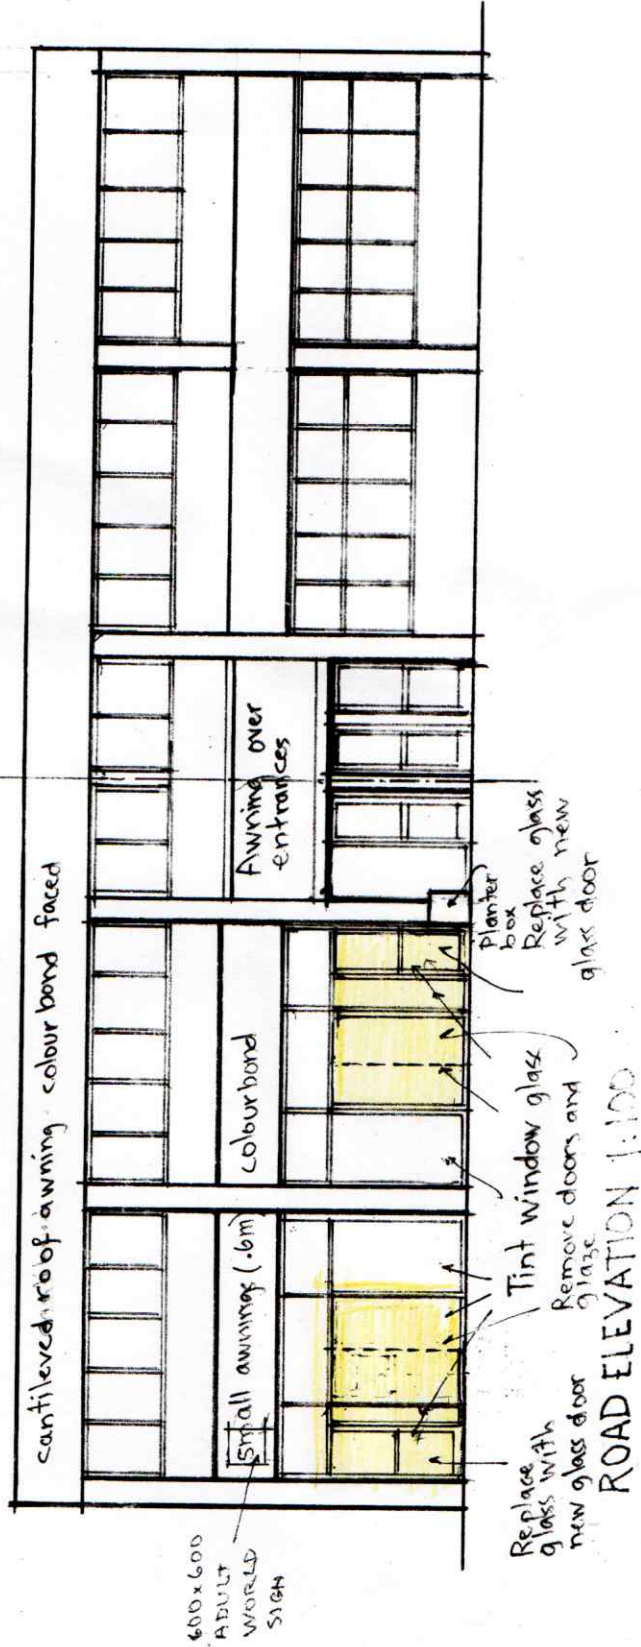 cantileved roof awning colour bond faced
600x600
ADULT
WORLD
SIGN
small awnings (.6m)
colourbond
Awning over
entrances
Replace
glass with
new glass door
Tint window glass
Remove doors and
glaze
Planter
box
Replace glass
with new
glass door
ROAD ELEVATION 1:100